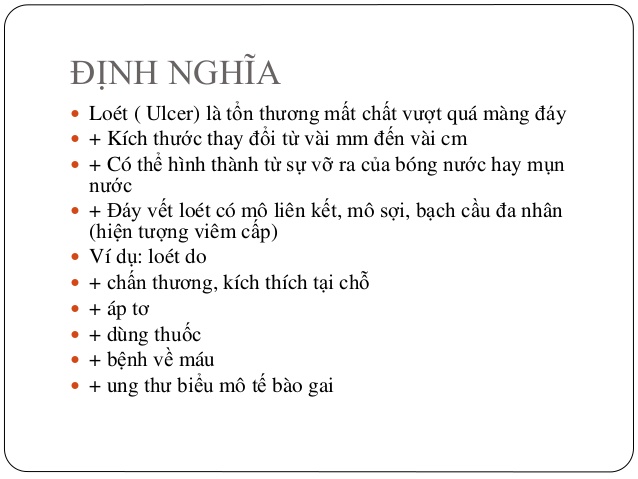 ĐỊNH NGHĨA
• Loét ( Ulcer) là tổn thương mất chất vượt quá màng đáy
• + Kích thước thay đổi từ vài mm đến vài cm
• + Có thể hình thành từ sự vỡ ra của bóng nước hay mụn
nước
• + Đáy vết loét có mô liên kết, mô sợi, bạch cầu đa nhân
(hiện tượng viêm cấp)
• Ví dụ: loét do
• + chấn thương, kích thích tại chỗ
• + áp tơ
• + dùng thuốc
• + bệnh về máu
• + ung thư biểu mô tế bào gai